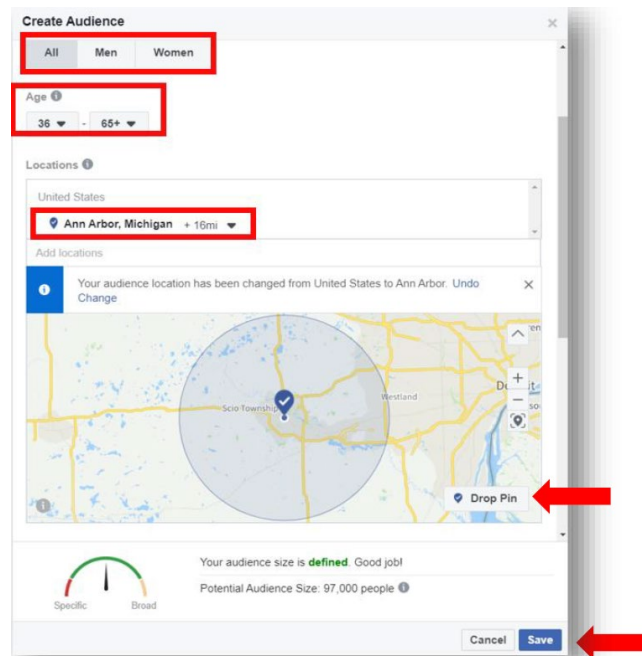 Create Audience
All Men Women
Age
36 - 65+
Locations
United States
Ann Arbor, Michigan + 16mi
Add locations
Your audience location has been changed from United States to Ann Arbor. Undo
Change
Scio Township
Westland
Drop Pin
Your audience size is defined. Good job!
Potential Audience Size: 97,000 people
Specific Broad
Cancel Save